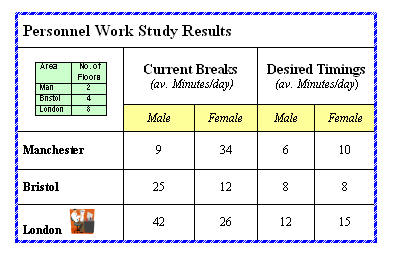 Personnel Work Study Results
Area No. of
Floors
Man 2
Bristol 4
London 8
Current Breaks Desired Timings
(av. Minutes/day) (av. Minutes/day)
Male Female Male Female
Manchester 9 34 6 10
Bristol 25 12 8 8
London 42 26 12 15